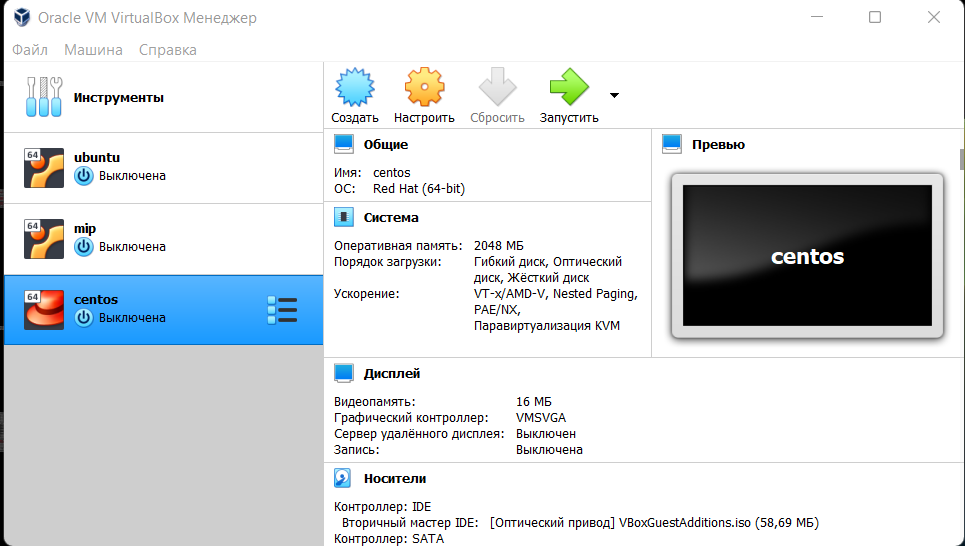 Oracle VM VirtualBox Менеджер
Файл Машина Справка
Инструменты
64
ubuntu
Выключена
64
mip
Выключена
64
centos
Выключена
Создать Настроить Сбросить Запустить
Общие
Имя: centos
ОС: Red Hat (64-bit)
Система
Оперативная память: 2048 МБ
Порядок загрузки: Гибкий диск, Оптический
диск, Жёсткий диск
Ускорение: VT-x/AMD-V, Nested Paging,
PAE/NX,
Паравиртуализация KVM
Превью
centos
Дисплей
Видеопамять: 16 МБ
Графический контроллер: VMSVGA
Сервер удалённого дисплея: Выключен
Запись: Выключена
Носители
Контроллер: IDE
Вторичный мастер IDE: [Оптический привод] VBoxGuestAdditions.iso (58,69 МБ)
Контроллер: SATA